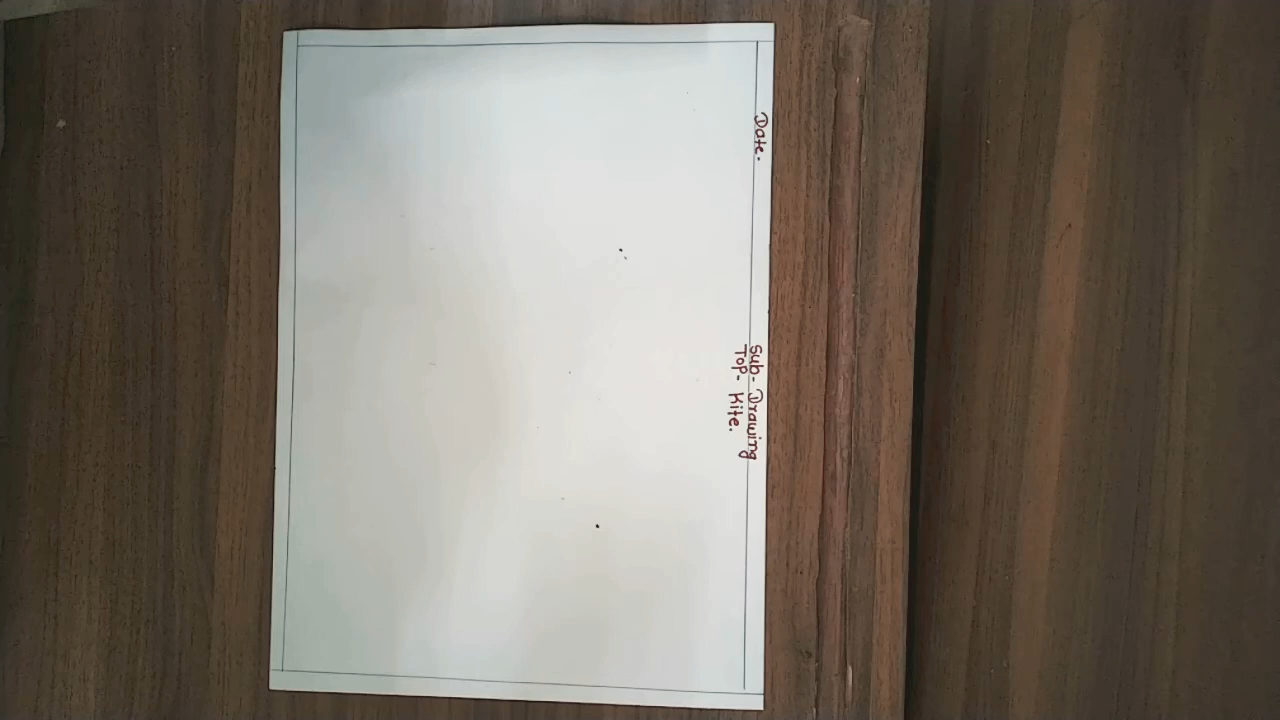 Date.
Sub- Drawing
Top- Kite.